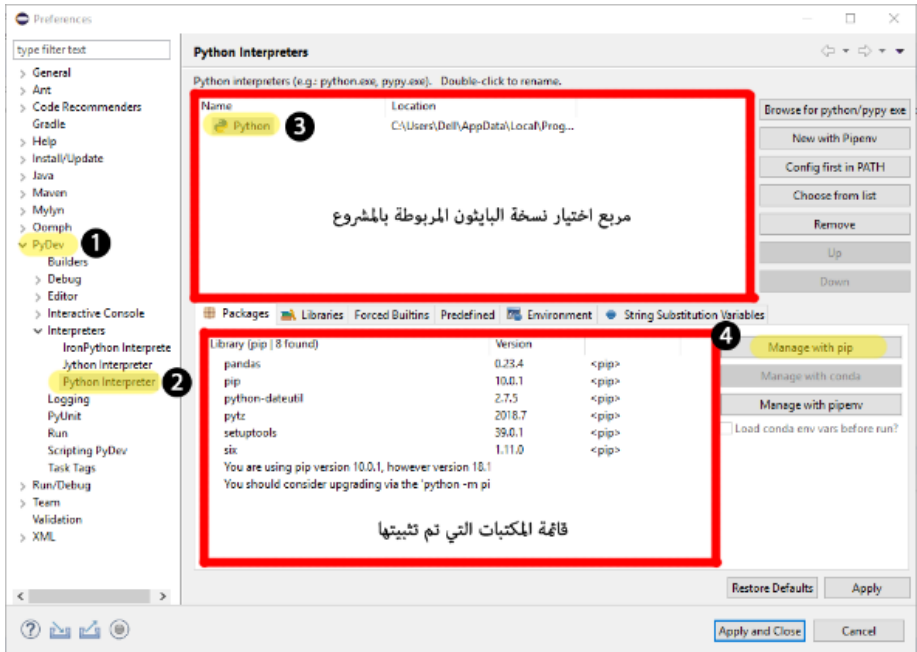 Preferences
type filter text
General
Ant
Code Recommenders
Gradle
Help
Install/Update
Java
Maven
Mylyn
Oomph
PyDev 1
Builders
Debug
Editor
Interactive Console
Interpreters
IronPython Interprete
Jython Interpreter
Python Interpreter 2
Logging
PyUnit
Run
Scripting PyDev
Task Tags
Run/Debug
Team
Validation
XML
Python Interpreters
Python interpreters (e.g.: python.exe, pypy.exe). Double-click to rename.
Name Location
Python 3 C:\Users\Dell\AppData\Local\Prog...
مربع اختيار نسخة البايثون المربوطة بالمشروع
Browse for python/pypy exe
New with Pipenv
Config first in PATH
Choose from list
Remove
Up
Down
Packages Libraries Forced Builtins Predefined Environment String Substitution Variables
Library (pip | 8 found) Version
pandas 0.23.4 <pip>
pip 10.0.1 <pip>
python-dateutil 2.7.5 <pip>
pytz 2018.7 <pip>
setuptools 39.0.1 <pip>
six 1.11.0 <pip>
You are using pip version 10.0.1, however version 18.1
You should consider upgrading via the 'python -m pi
قائمة المكتبات التي تم تثبيتها
4
Manage with pip
Manage with conda
Manage with pipenv
Load conda env vars before run?
Restore Defaults Apply
Apply and Close Cancel